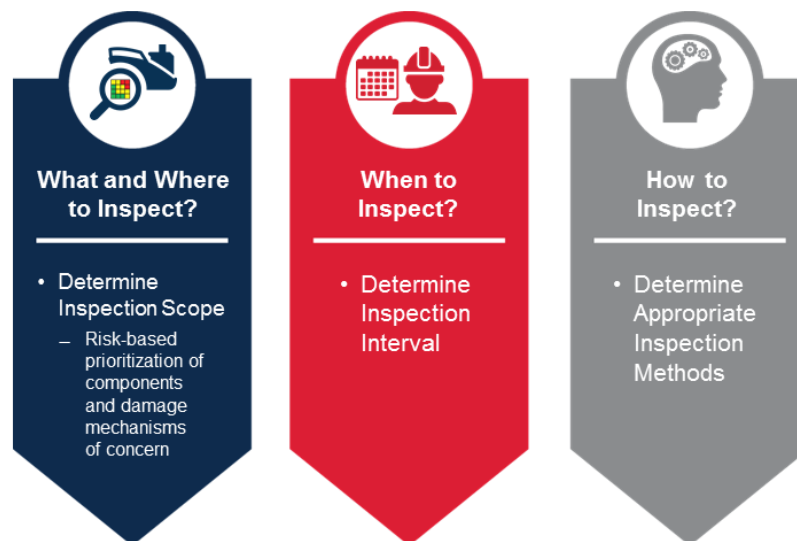 What and Where
to Inspect?
• Determine
Inspection Scope
– Risk-based
prioritization of
components
and damage
mechanisms
of concern
When to
Inspect?
• Determine
Inspection
Interval
How to
Inspect?
• Determine
Appropriate
Inspection
Methods